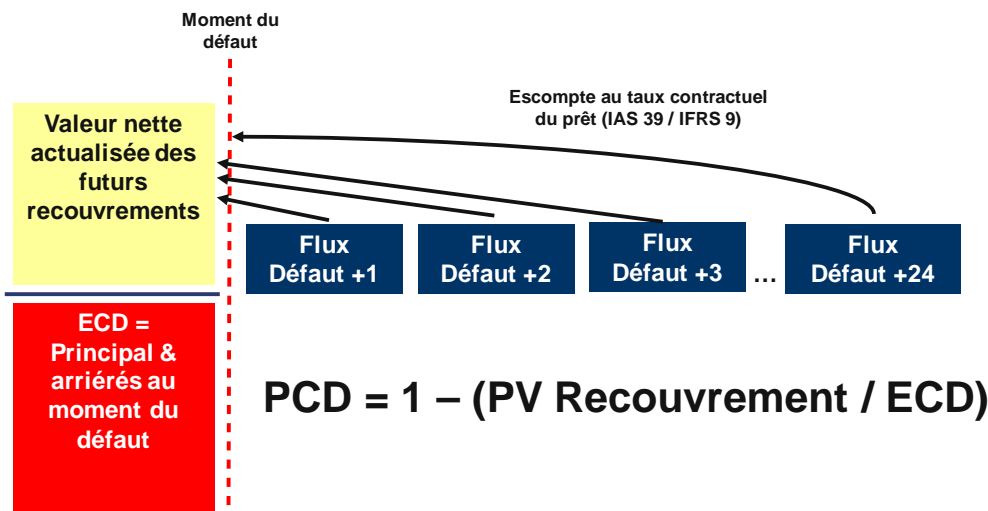 Moment du
défaut
Escompte au taux contractuel
du prêt (IAS 39 / IFRS 9)
Valeur nette
actualisée des
futurs
recouvrements
Flux
Défaut +1
Flux
Défaut +2
Flux
Défaut +3
...
Flux
Défaut +24
ECD =
Principal &
arriérés au
moment du
défaut
PCD = 1 – (PV Recouvrement / ECD)